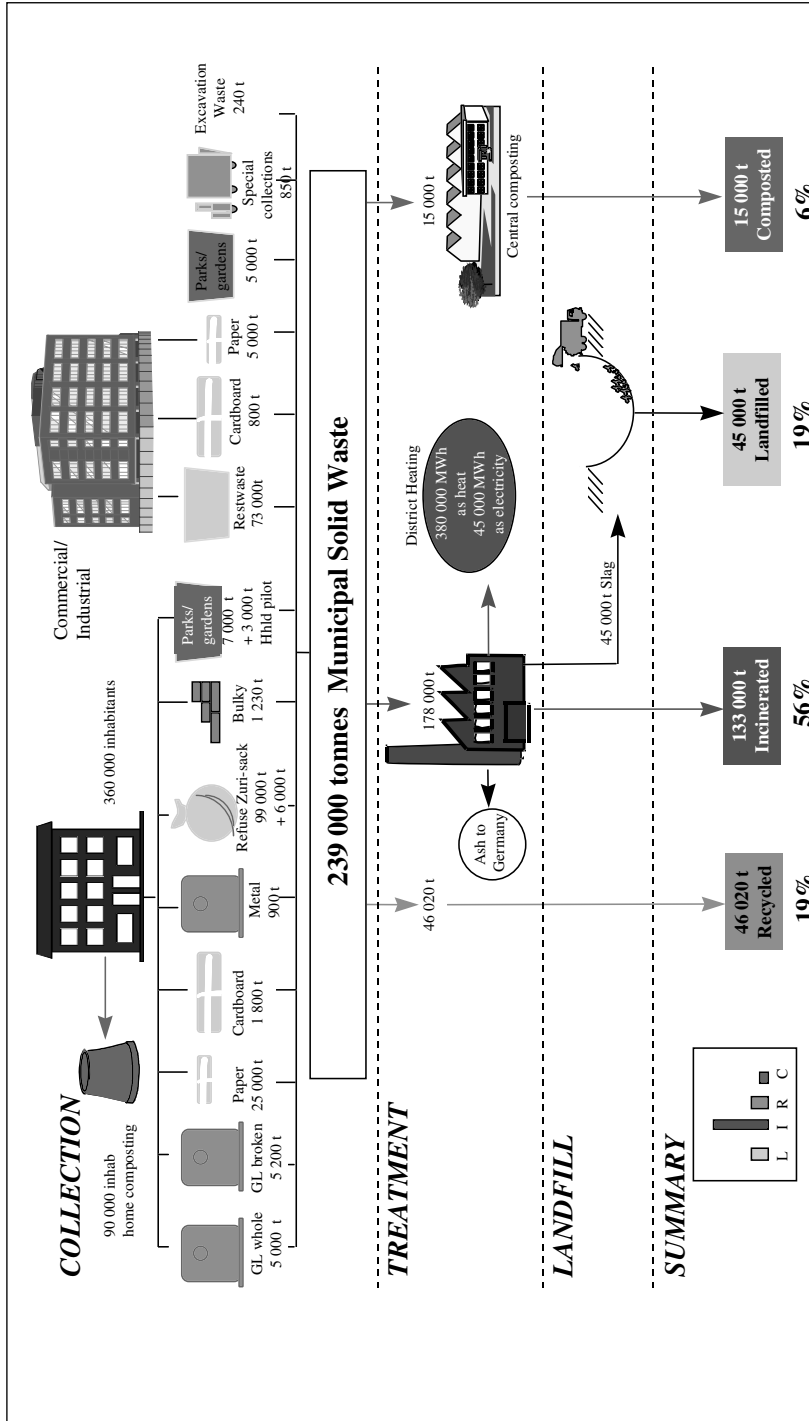 COLLECTION
90 000 inhab
home composting
360 000 inhabitants
Commercial/
Industrial
GL whole
5 000 t
GL broken
5 200 t
Paper
25 000 t
Cardboard
1 800 t
Metal
900 t
Refuse Zuri-sack
99 000 t
+ 6 000 t
Bulky
1 230 t
Parks/
gardens
7 000 t
+ 3 000 t
Hhld pilot
Restwaste
73 000t
Cardboard
800 t
Paper
5 000 t
Parks/
gardens
5 000 t
Special
collections
850 t
Excavation
Waste
240 t
239 000 tonnes Municipal Solid Waste
TREATMENT
46 020 t
178 000 t
Ash to
Germany
District Heating
380 000 MWh
as heat
45 000 MWh
as electricity
15 000 t
Central composting
LANDFILL
45 000 t Slag
SUMMARY
L I R C
46 020 t
Recycled
19%
133 000 t
Incinerated
56%
45 000 t
Landfilled
19%
15 000 t
Composted
6%